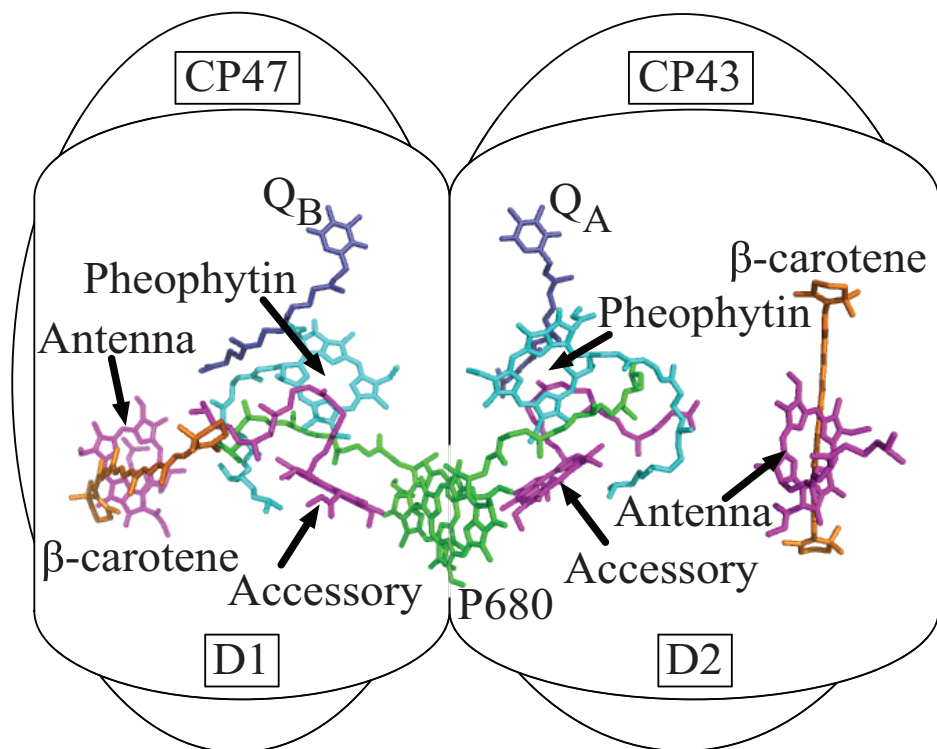 CP47
CP43
QB
QA
β-carotene
Pheophytin
Pheophytin
Antenna
Antenna
β-carotene
Accessory
Accessory
P680
D1
D2